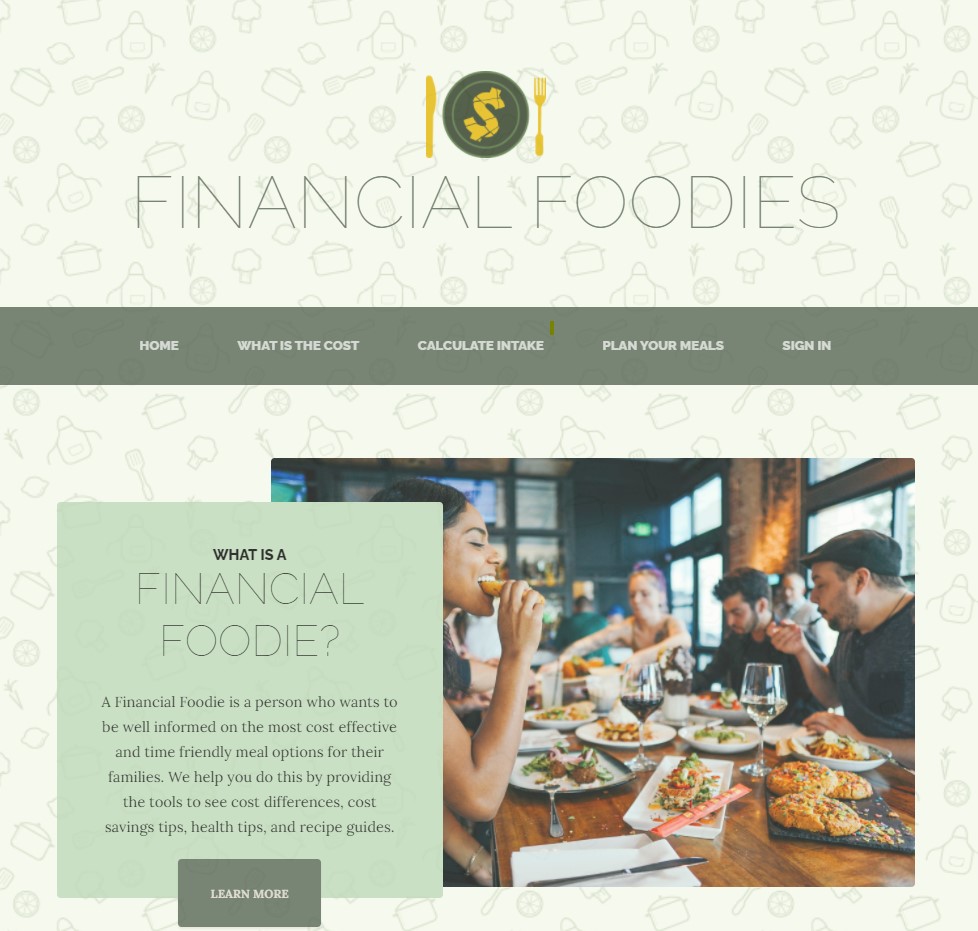 FINANCIAL FOODIES
HOME WHAT IS THE COST CALCULATE INTAKE PLAN YOUR MEALS SIGN IN
WHAT IS A
FINANCIAL
FOODIE?
A Financial Foodie is a person who wants to
be well informed on the most cost effective
and time friendly meal options for their
families. We help you do this by providing
the tools to see cost differences, cost
savings tips, health tips, and recipe guides.
LEARN MORE